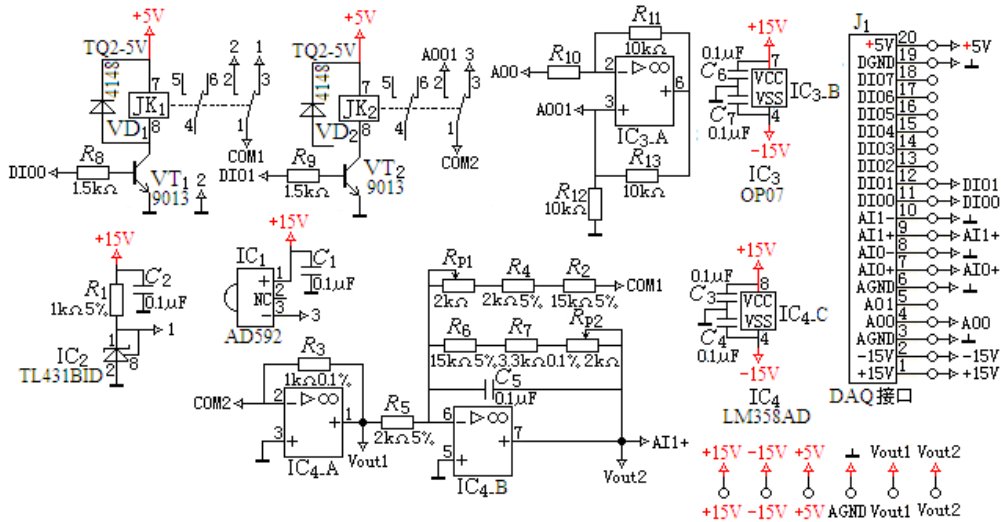 +5V
TQ2-5V
4148
7
JK1
8
VD1
5 6
4
2 1
3
1
COM1
DIO0
R8
1.5kΩ
VT1
9013
2
+5V
TQ2-5V
4148
7
JK2
8
VD2
5 6
4
AO01 3
1
COM2
DIO1
R9
1.5kΩ
VT2
9013
R11
10kΩ
AO0
R10
2
▷∞
6
AO01
3
IC3-A
R13
10kΩ
R12
10kΩ
+15V
0.1μF
7
C6
VCC
VSS
IC3-B
C7
0.1μF
4
-15V
IC3
OP07
J1
+5V 20 +5V
DGND 19
DIO7 18
DIO6 17
DIO5 16
DIO4 15
DIO3 14
DIO2 13
DIO1 12 DIO1
DIO0 11 DIO0
AI1- 10
AI1+ 9 AI1+
AI0- 8
AI0+ 7 AI0+
AGND 6
AO1 5
AO0 4 AO0
AGND 3
-15V 2 -15V
+15V 1 +15V
DAQ接口
+15V
C2
0.1μF
R1
1kΩ5%
1
1
IC2
2 8
TL431BID
+15V
IC1
+ 1
NC 2
- 3
3
AD592
C1
0.1μF
RP1
2kΩ
R4
2kΩ5%
R2
15kΩ5%
COM1
R6
15kΩ5%
R7
3.3kΩ0.1%
RP2
2kΩ
C5
0.1μF
R3
1kΩ0.1%
COM2
2
▷∞
1
3
IC4-A
Vout1
R5
2kΩ5%
6
▷∞
7
5
IC4-B
AI1+
Vout2
+15V
0.1μF
8
C3
VCC
VSS
IC4-C
C4
0.1μF
4
-15V
IC4
LM358AD
+15V -15V +5V Vout1 Vout2
+15V -15V +5V AGND Vout1 Vout2